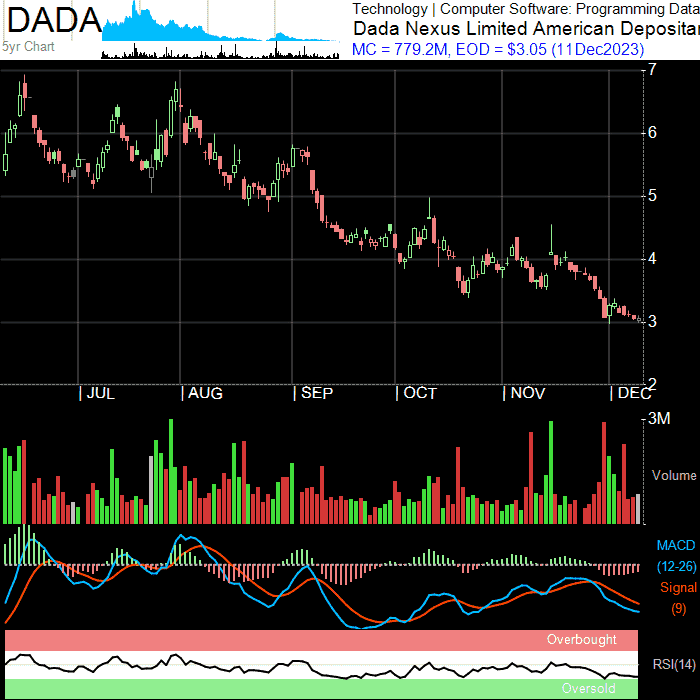 DADA
5yr Chart
Technology | Computer Software: Programming Data
Dada Nexus Limited American Depositar
MC = 779.2M, EOD = $3.05 (11Dec2023)
7
6
5
4
3
2
| JUL | AUG | SEP | OCT | NOV | DEC
3M
Volume
MACD
(12-26)
Signal
(9)
Overbought
RSI(14)
Oversold